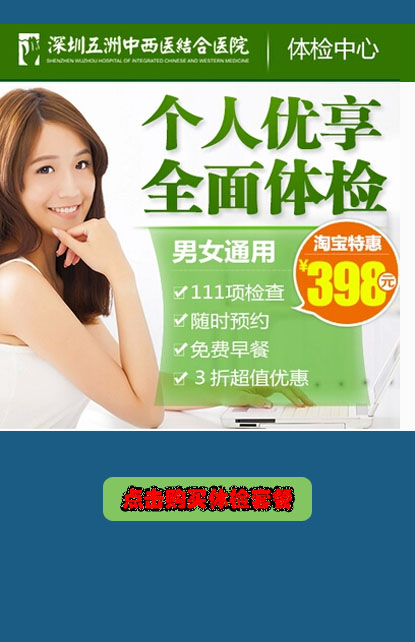 深圳五洲中西医结合医院
SHENZHEN WUZHOU HOSPITAL OF INTEGRATED CHINESE AND WESTERN MEDICINE
体检中心
个人优享
全面体检
男女通用
111项检查
随时预约
免费早餐
3折超值优惠
淘宝特惠
¥398元
点击购买体检套餐